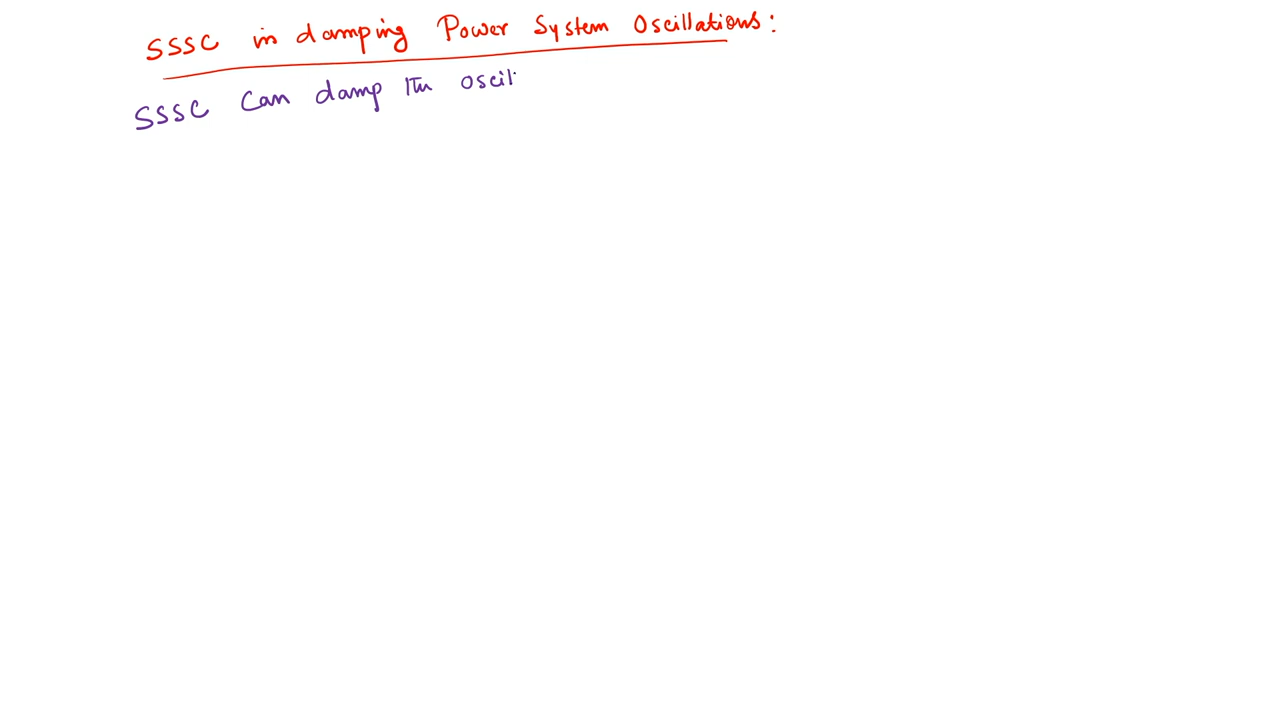 SSSC in damping Power System Oscillations:
SSSC Can damp the oscil